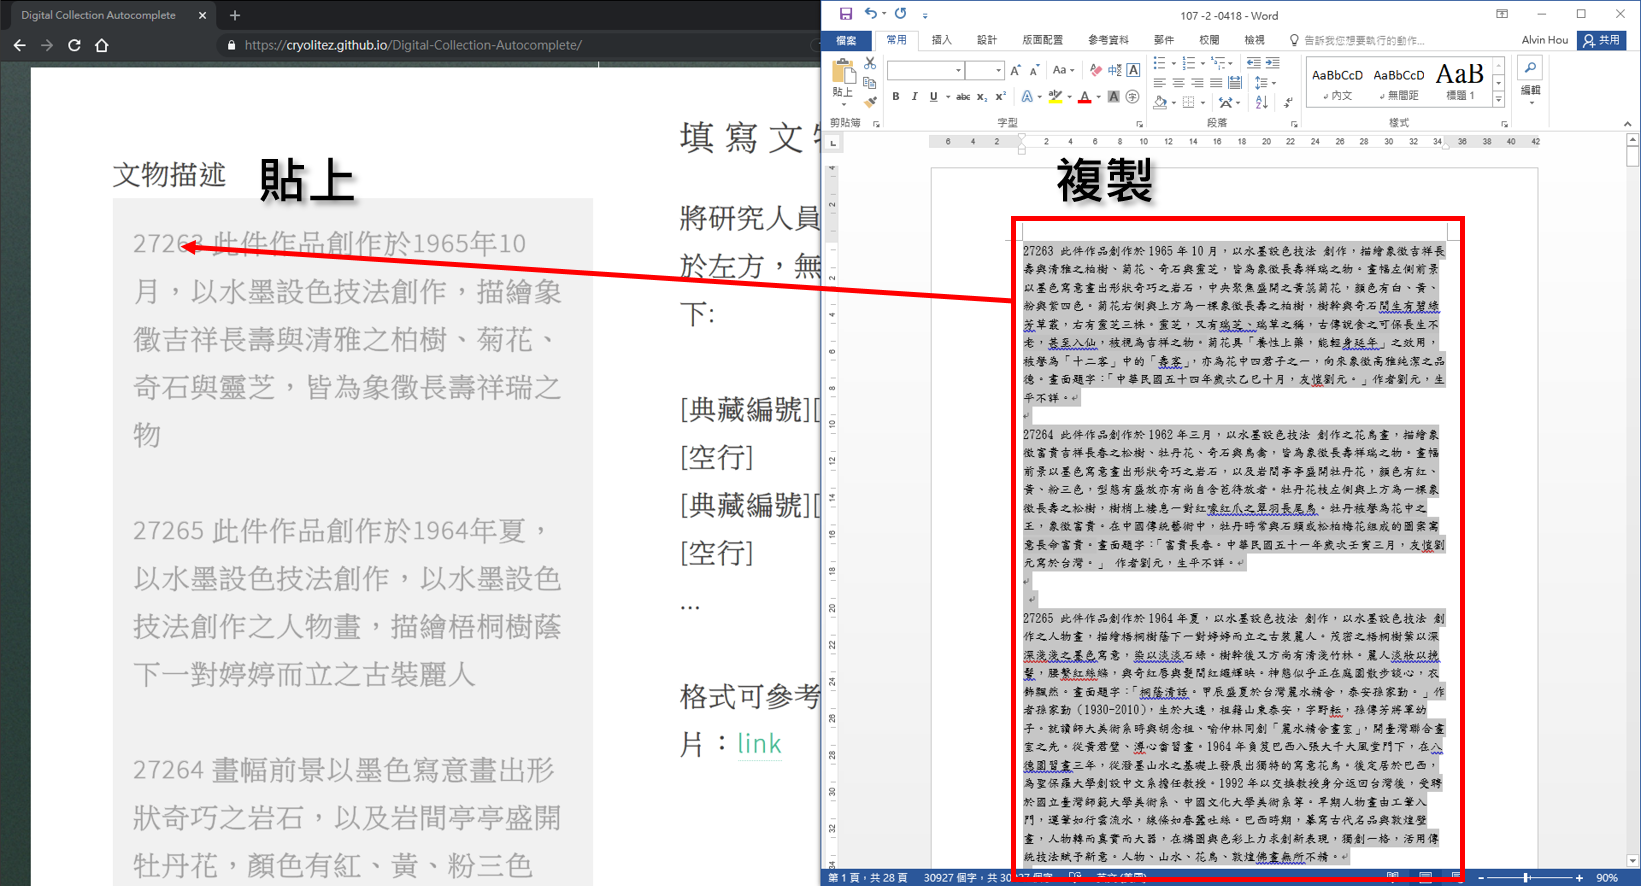 Digital Collection Autocomplete
https://cryolitez.github.io/Digital-Collection-Autocomplete/
文物描述
貼上
27263 此件作品創作於1965年10
月，以水墨設色技法創作，描繪象
徵吉祥長壽與清雅之柏樹、菊花、
奇石與靈芝，皆為象徵長壽祥瑞之
物
27265 此件作品創作於1964年夏，
以水墨設色技法創作，以水墨設色
技法創作之人物畫，描繪梧桐樹蔭
下一對婷婷而立之古裝麗人
27264 畫幅前景以墨色寫意畫出形
狀奇巧之岩石，以及岩間亭亭盛開
牡丹花，顏色有紅、黃、粉三色
填寫文
將研究人員
於左方，無
下:
[典藏編號][
[空行]
[典藏編號][
[空行]
...
格式可參考
片：link
107 -2 -0418 - Word
檔案 常用 插入 設計 版面配置 參考資料 郵件 校閱 檢視 告訴我您想要執行的動作... Alvin Hou 共用
貼上
剪貼簿 字型 段落 樣式
AaBbCcD 內文
AaBbCcD 無間距
AaB 標題 1
編輯
複製
27263 此件作品創作於 1965 年 10 月，以水墨設色技法 創作，描繪象徵吉祥長
壽與清雅之柏樹、菊花、奇石與靈芝，皆為象徵長壽祥瑞之物。畫幅左側前景
以墨色寫意畫出形狀奇巧之岩石，中央聚焦盛開之黃蕊菊花，顏色有白、黃、
粉與紫四色。菊花右側與上方為一棵象徵長壽之柏樹，樹幹與奇石間生有碧綠
芳草叢，右有靈芝三株。靈芝，又有瑞芝、瑞草之稱，古傳說食之可保長生不
老，甚至入仙，被視為吉祥之物。菊花具「養性上藥，能輕身延年」之效用，
被譽為「十二客」中的「壽客」，亦為花中四君子之一，向來象徵高雅純潔之品
德。畫面題字：「中華民國五十四年歲次乙巳十月，友愷劉元。」作者劉元，生
平不詳。
27264 此件作品創作於 1962 年三月，以水墨設色技法 創作之花鳥畫，描繪象
徵富貴吉祥長春之松樹、牡丹花、奇石與鳥禽，皆為象徵長壽祥瑞之物。畫幅
前景以墨色寫意畫出形狀奇巧之岩石，以及岩間亭亭盛開牡丹花，顏色有紅、
黃、粉三色，型態有盛放亦有尚自含苞待放者。牡丹花枝左側與上方為一棵象
徵長壽之松樹，樹梢上棲息一對紅喙紅爪之翠羽長尾鳥。牡丹被譽為花中之
王，象徵富貴。在中國傳統藝術中，牡丹時常與石頭或松柏梅花組成的圖案寓
意長命富貴。畫面題字：「富貴長春。中華民國五十一年歲次壬寅三月，友愷劉
元寫於台灣。」 作者劉元，生平不詳。
27265 此件作品創作於 1964 年夏，以水墨設色技法 創作，以水墨設色技法 創
作之人物畫，描繪梧桐樹蔭下一對婷婷而立之古裝麗人。茂密之梧桐樹葉以深
深淺淺之墨色寫意，染以淡淡石綠。樹幹後又方尚有清淺竹林。麗人淡妝以挽
髻，腰繫紅絲絛，與奇紅唇與髮間紅繩輝映。神態似乎正在庭園散步談心，衣
飾飄然。畫面題字：「桐蔭清話。甲辰盛夏於台灣麗水精舍，泰安孫家勤。」作
者孫家勤（1930-2010)，生於大連，祖籍山東泰安，字野耘，孫傳芳將軍幼
子。就讀師大美術系時與胡念祖、喻仲林同創「麗水精舍畫室」，開臺灣聯合畫
室之先。從黃君璧、溥心畬習畫。1964 年負笈巴西入張大千大風堂門下，在八
德園習畫三年，從潑墨山水之基礎上發展出獨特的寫意花鳥。後定居於巴西，
為聖保羅大學創設中文系擔任教授。1992 年以交換教授身分返回台灣後，受聘
於國立臺灣師範大學美術系、中國文化大學美術系等。早期人物畫由工筆入
門，運筆如行雲流水，線條如春蠶吐絲。巴西時期，摹寫古代名品與敦煌壁
畫，人物轉而真實而大器，在構圖與色彩上力求創新表現，獨創一格，活用傳
統技法賦予新意。人物、山水、花鳥、敦煌佛畫無所不精。
第 1 頁，共 28 頁 30927 個字，共 30927 個字 英文 (美國) 90%